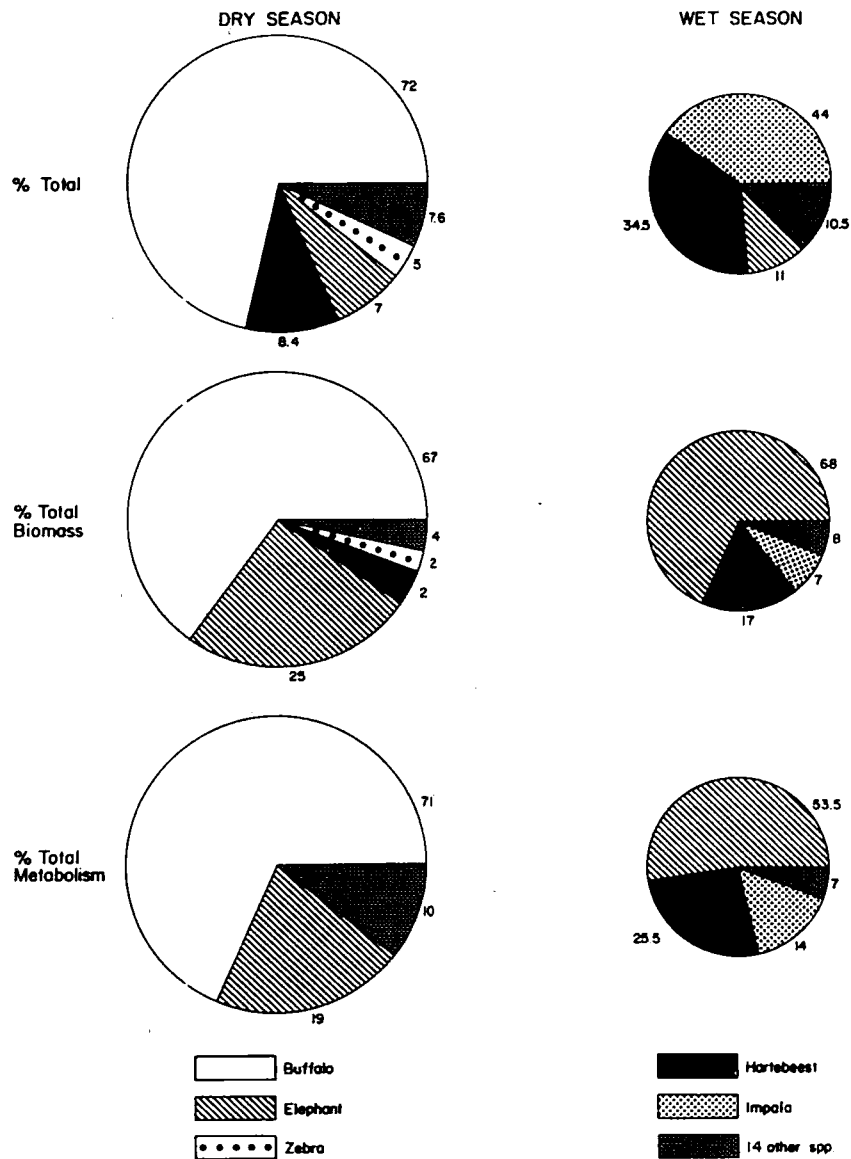 DRY SEASON
WET SEASON
% Total
72
7.6
5
7
8.4
44
10.5
11
34.5
% Total
Biomass
67
4
2
2
25
68
8
7
17
% Total
Metabolism
71
10
19
53.5
7
14
25.5
Buffalo
Elephant
Zebra
Hartebeest
Impala
14 other spp.